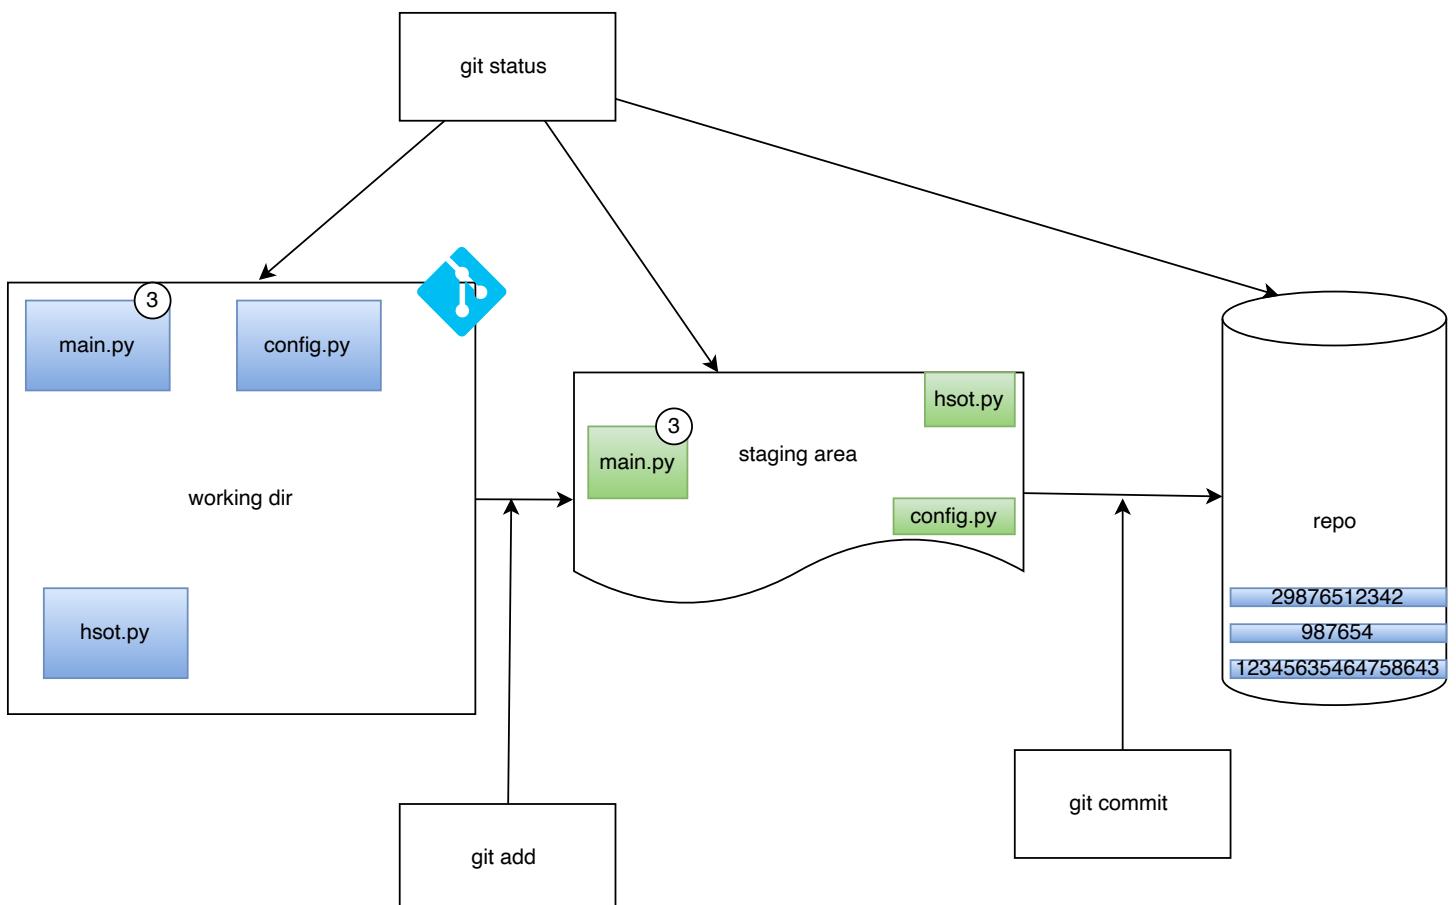 git status
3
main.py
config.py
working dir
hsot.py
3
main.py
staging area
hsot.py
config.py
repo
29876512342
987654
12345635464758643
git add
git commit